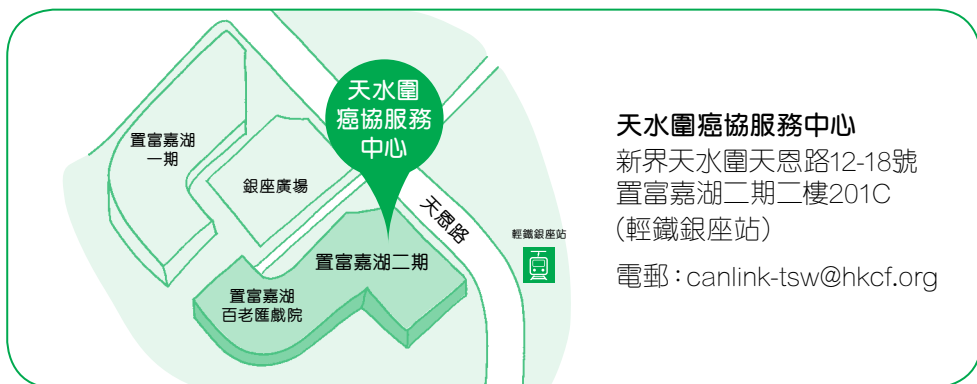 天水圍
癌協服務
中心
置富嘉湖
一期
銀座廣場
天恩路
輕鐵銀座站
置富嘉湖二期
置富嘉湖
百老匯戲院
天水圍癌協服務中心
新界天水圍天恩路12-18號
置富嘉湖二期二樓201C
(輕鐵銀座站)
電郵：canlink-tsw@hkcf.org